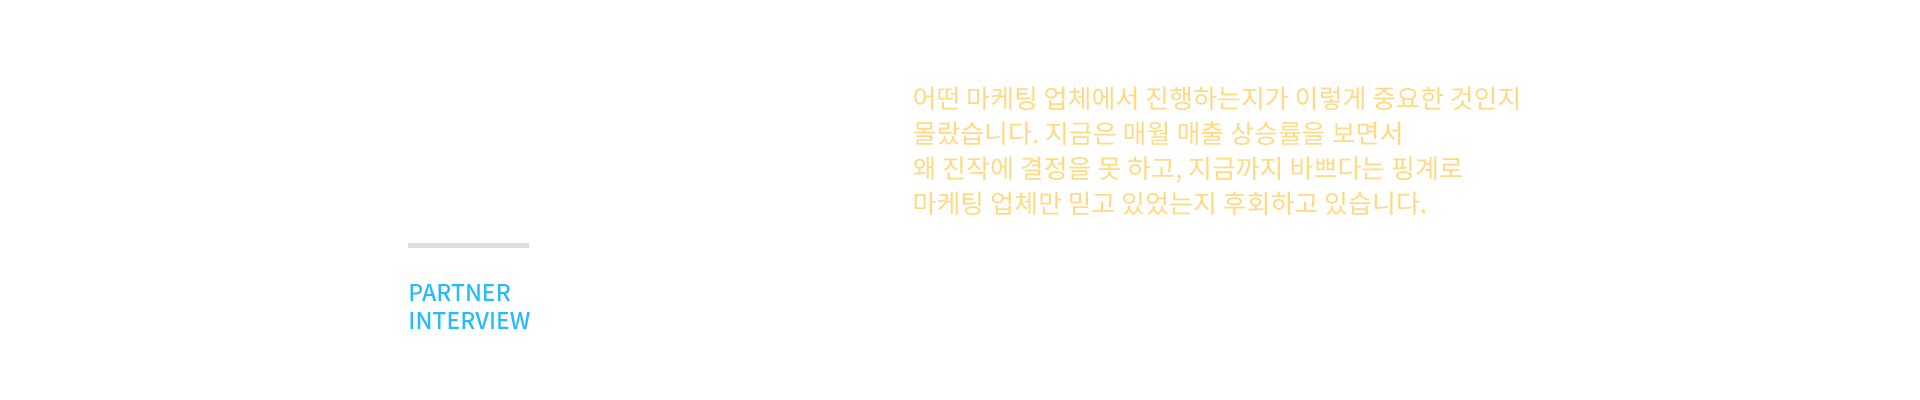 어떤 마케팅 업체에서 진행하는지가 이렇게 중요한 것인지
몰랐습니다. 지금은 매월 매출 상승률을 보면서
왜 진작에 결정을 못 하고, 지금까지 바쁘다는 핑계로
마케팅 업체만 믿고 있었는지 후회하고 있습니다.
PARTNER
INTERVIEW